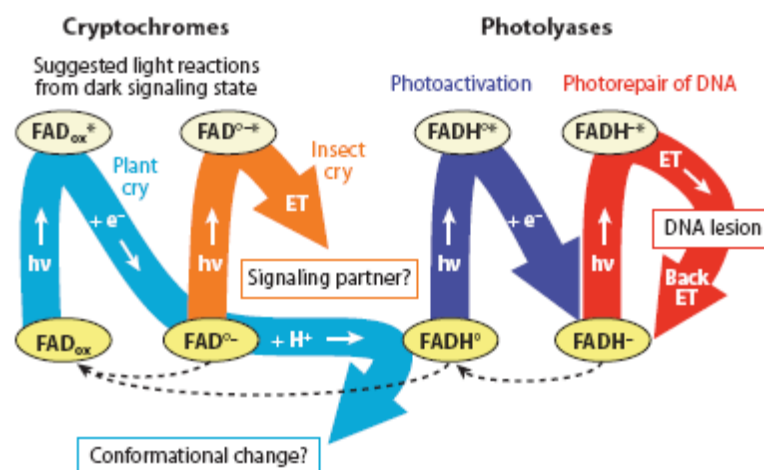 Cryptochromes
Photolyases
Suggested light reactions
from dark signaling state
Photoactivation
Photorepair of DNA
FADox*
FAD°–*
FADH°*
FADH–*
Plant
cry
Insect
cry
+ e–
ET
+ e–
ET
hν
hν
hν
hν
DNA lesion
Signaling partner?
Back
ET
FADox
FAD°–
+ H+
FADH°
FADH–
Conformational change?